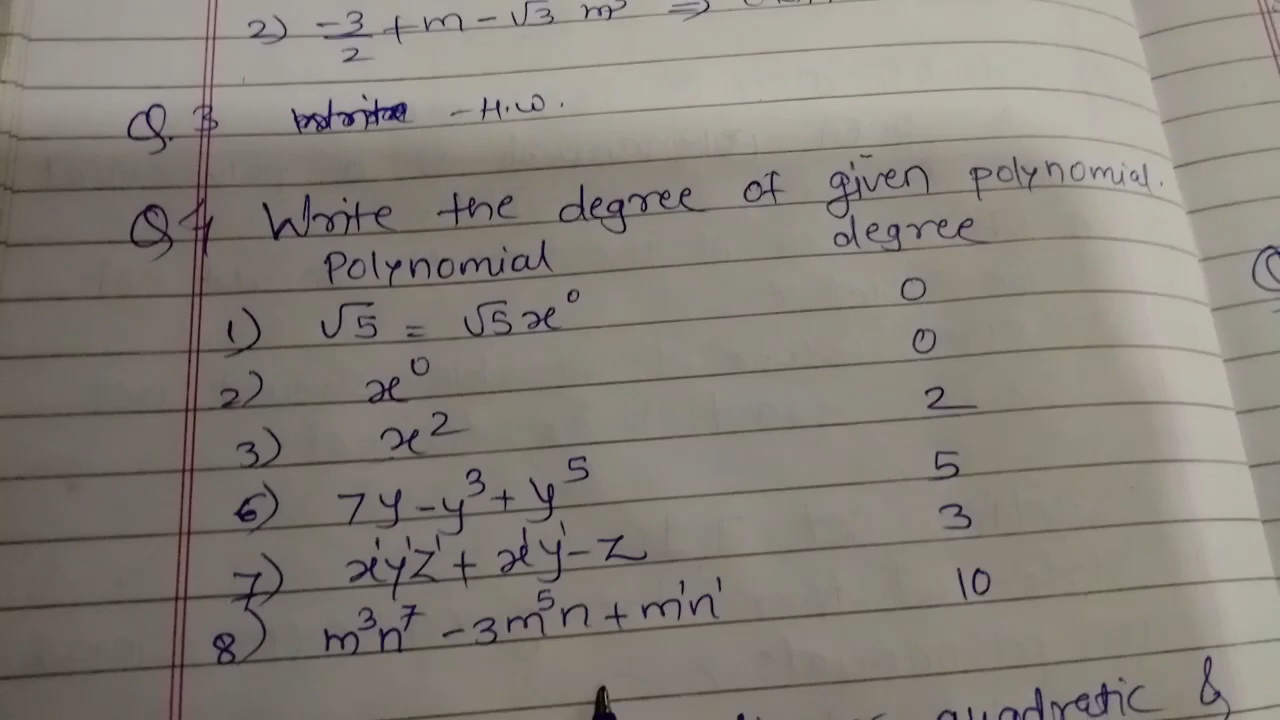 2) -3/2 + m - √3 m³ ⇒
Q.3 - H.W.
Q4 Write the degree of given polynomial.
Polynomial degree
1) √5 = √5x⁰ 0
2) x⁰ 0
3) x² 2
6) 7y - y³ + y⁵ 5
7) x¹y¹z¹ + x¹y¹ - z 3
8) m³n⁷ - 3m⁵n + m¹n¹ 10
quadratic &